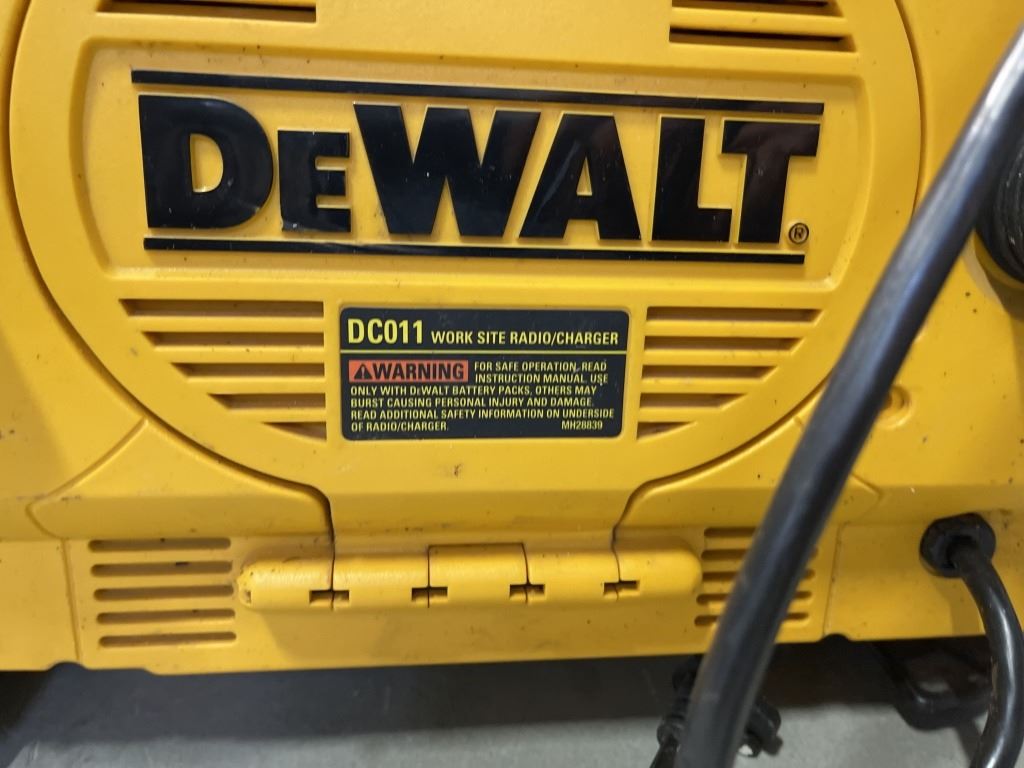 DEWALT®
DC011 WORK SITE RADIO/CHARGER
WARNING FOR SAFE OPERATION, READ
INSTRUCTION MANUAL. USE
ONLY WITH DEWALT BATTERY PACKS, OTHERS MAY
BURST CAUSING PERSONAL INJURY AND DAMAGE.
READ ADDITIONAL SAFETY INFORMATION ON UNDERSIDE
OF RADIO/CHARGER. MH28839